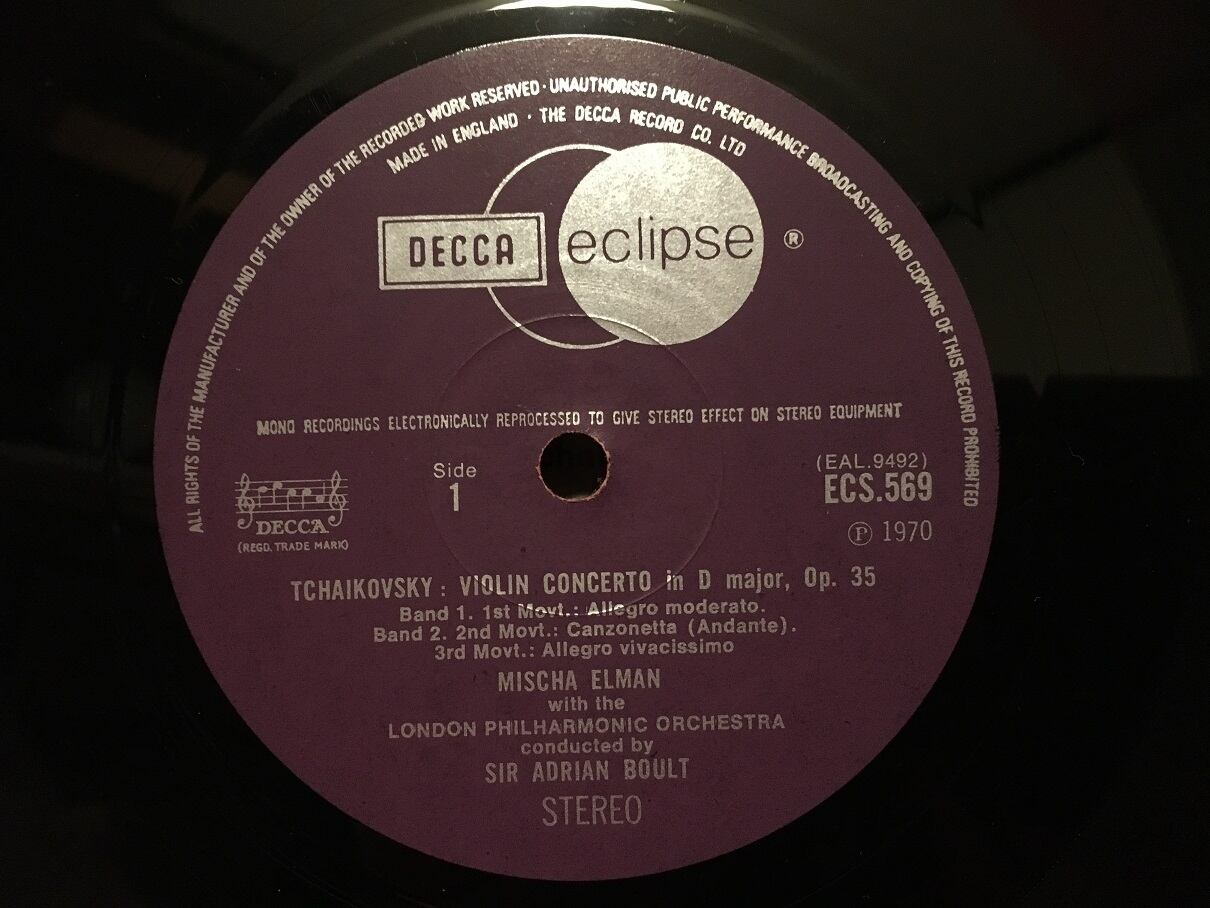 ALL RIGHTS OF THE MANUFACTURER AND OF THE OWNER OF THE RECORDED WORK RESERVED · UNAUTHORISED PUBLIC PERFORMANCE BROADCASTING AND COPYING OF THIS RECORD PROHIBITED
MADE IN ENGLAND · THE DECCA RECORD CO. LTD
DECCA eclipse ®
MONO RECORDINGS ELECTRONICALLY REPROCESSED TO GIVE STEREO EFFECT ON STEREO EQUIPMENT
DECCA
(REGD. TRADE MARK)
Side
1
(EAL.9492)
ECS.569
℗ 1970
TCHAIKOVSKY : VIOLIN CONCERTO in D major, Op. 35
Band 1. 1st Movt.: Allegro moderato.
Band 2. 2nd Movt.: Canzonetta (Andante).
3rd Movt.: Allegro vivacissimo
MISCHA ELMAN
with the
LONDON PHILHARMONIC ORCHESTRA
conducted by
SIR ADRIAN BOULT
STEREO